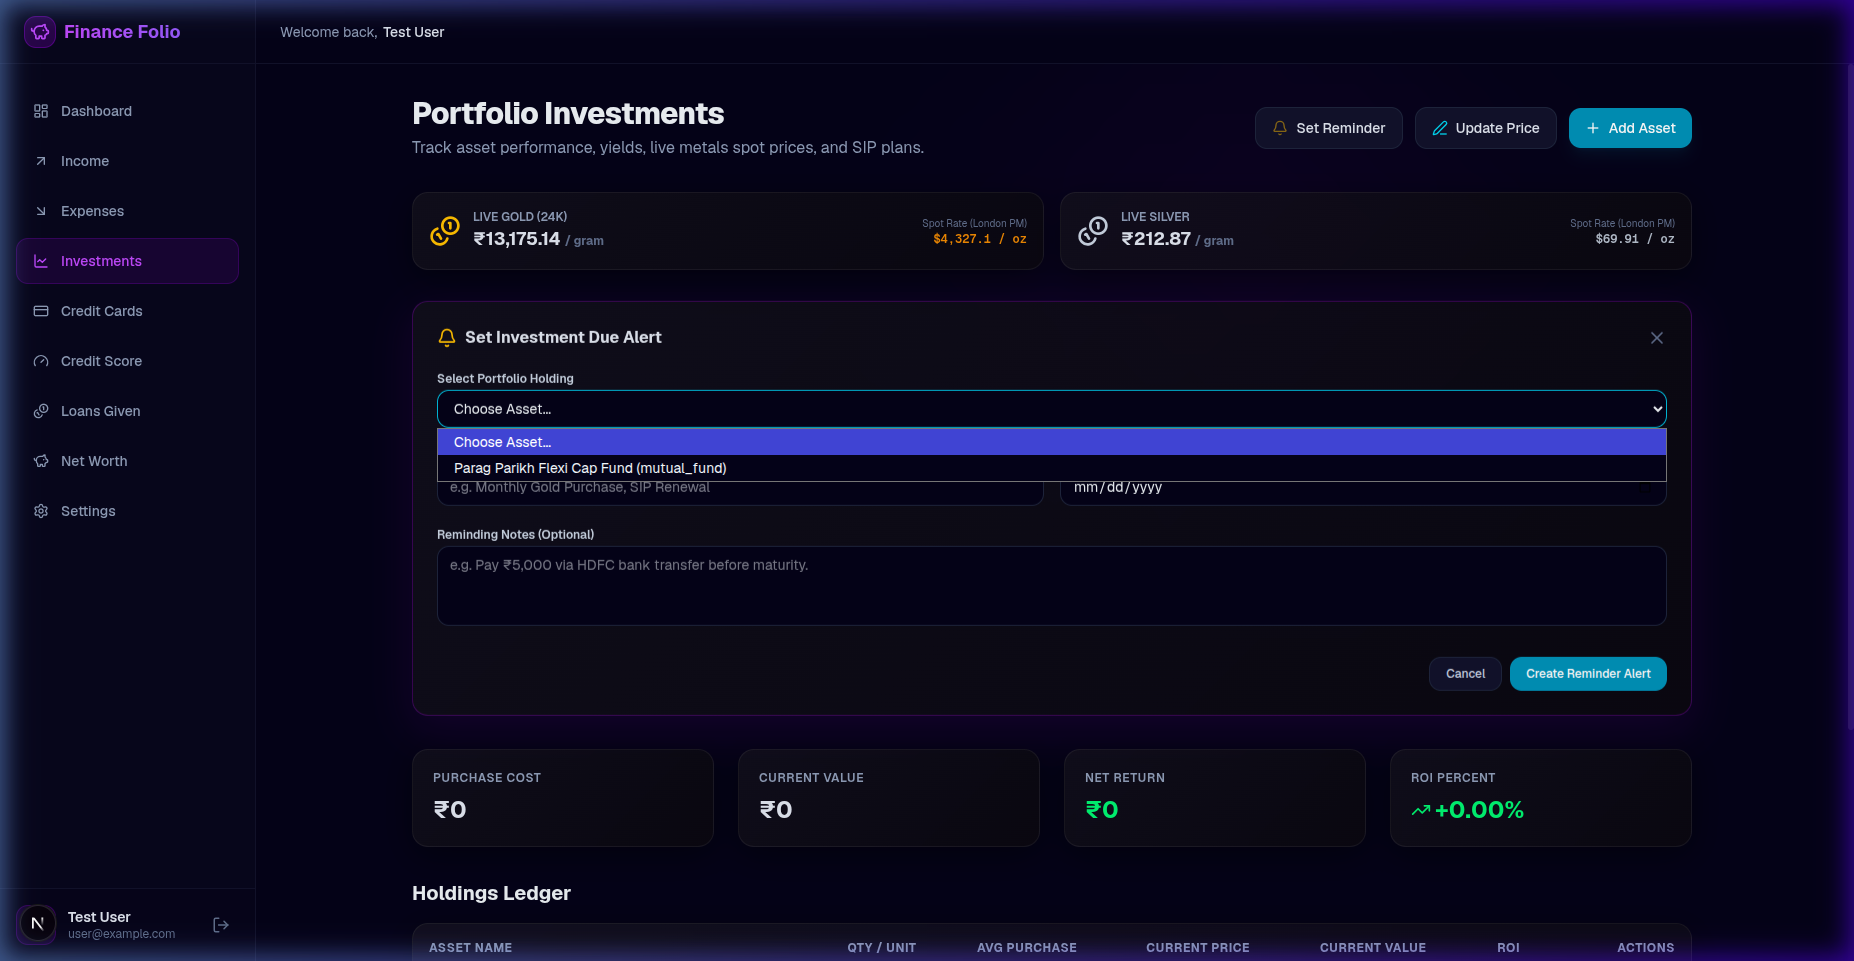 Finance Folio
Welcome back, Test User
Dashboard
Income
Expenses
Investments
Credit Cards
Credit Score
Loans Given
Net Worth
Settings
Portfolio Investments
Track asset performance, yields, live metals spot prices, and SIP plans.
Set Reminder
Update Price
Add Asset
LIVE GOLD (24K)
₹13,175.14 / gram
Spot Rate (London PM)
$4,327.1 / oz
LIVE SILVER
₹212.87 / gram
Spot Rate (London PM)
$69.91 / oz
Set Investment Due Alert
Select Portfolio Holding
Choose Asset...
Choose Asset...
Parag Parikh Flexi Cap Fund (mutual_fund)
e.g. Monthly Gold Purchase, SIP Renewal
mm/dd/yyyy
Reminding Notes (Optional)
e.g. Pay ₹5,000 via HDFC bank transfer before maturity.
Cancel
Create Reminder Alert
PURCHASE COST
₹0
CURRENT VALUE
₹0
NET RETURN
₹0
ROI PERCENT
+0.00%
Holdings Ledger
ASSET NAME QTY / UNIT AVG PURCHASE CURRENT PRICE CURRENT VALUE ROI ACTIONS
N
Test User
user@example.com